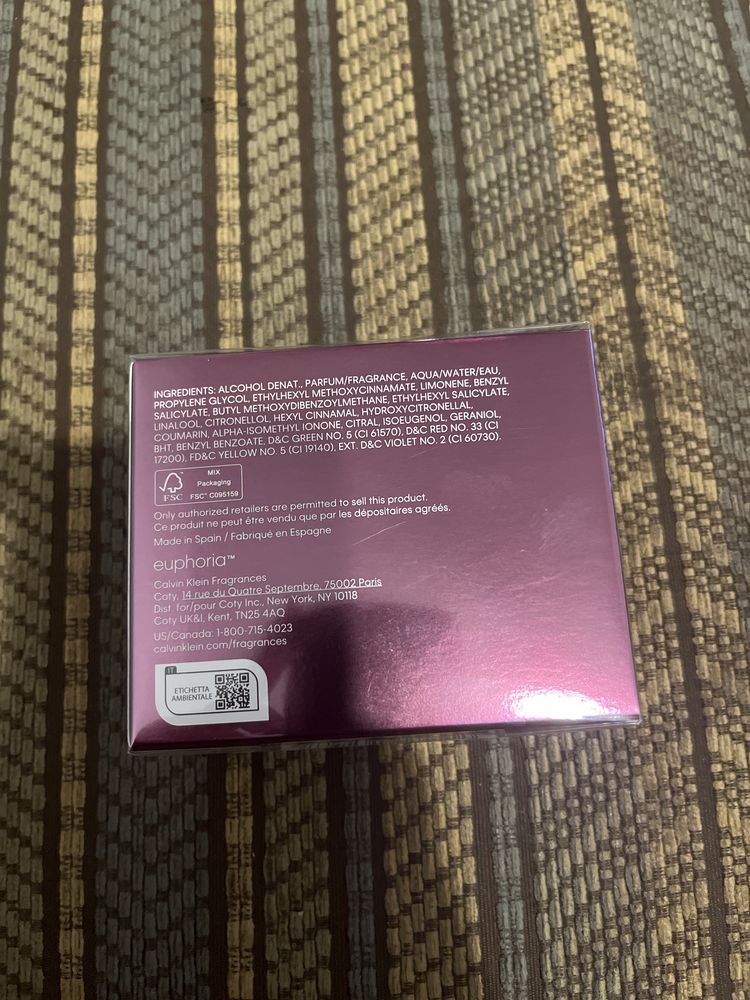 INGREDIENTS: ALCOHOL DENAT., PARFUM/FRAGRANCE, AQUA/WATER/EAU,
PROPYLENE GLYCOL, ETHYLHEXYL METHOXYCINNAMATE, LIMONENE, BENZYL
SALICYLATE, BUTYL METHOXYDIBENZOYLMETHANE, ETHYLHEXYL SALICYLATE,
LINALOOL, CITRONELLOL, HEXYL CINNAMAL, HYDROXYCITRONELLAL,
COUMARIN, ALPHA-ISOMETHYL IONONE, CITRAL, ISOEUGENOL, GERANIOL,
BHT, BENZYL BENZOATE, D&C GREEN NO. 5 (CI 61570), D&C RED NO. 33 (CI
17200), FD&C YELLOW NO. 5 (CI 19140), EXT. D&C VIOLET NO. 2 (CI 60730).
FSC
MIX
Packaging
FSC® C095159
Only authorized retailers are permitted to sell this product.
Ce produit ne peut être vendu que par les dépositaires agréés.
Made in Spain / Fabriqué en Espagne
euphoria™
Calvin Klein Fragrances
Coty, 14 rue du Quatre Septembre, 75002 Paris
Dist. for/pour Coty Inc., New York, NY 10118
Coty UK&I, Kent, TN25 4AQ
US/Canada: 1-800-715-4023
calvinklein.com/fragrances
IT
ETICHETTA
AMBIENTALE